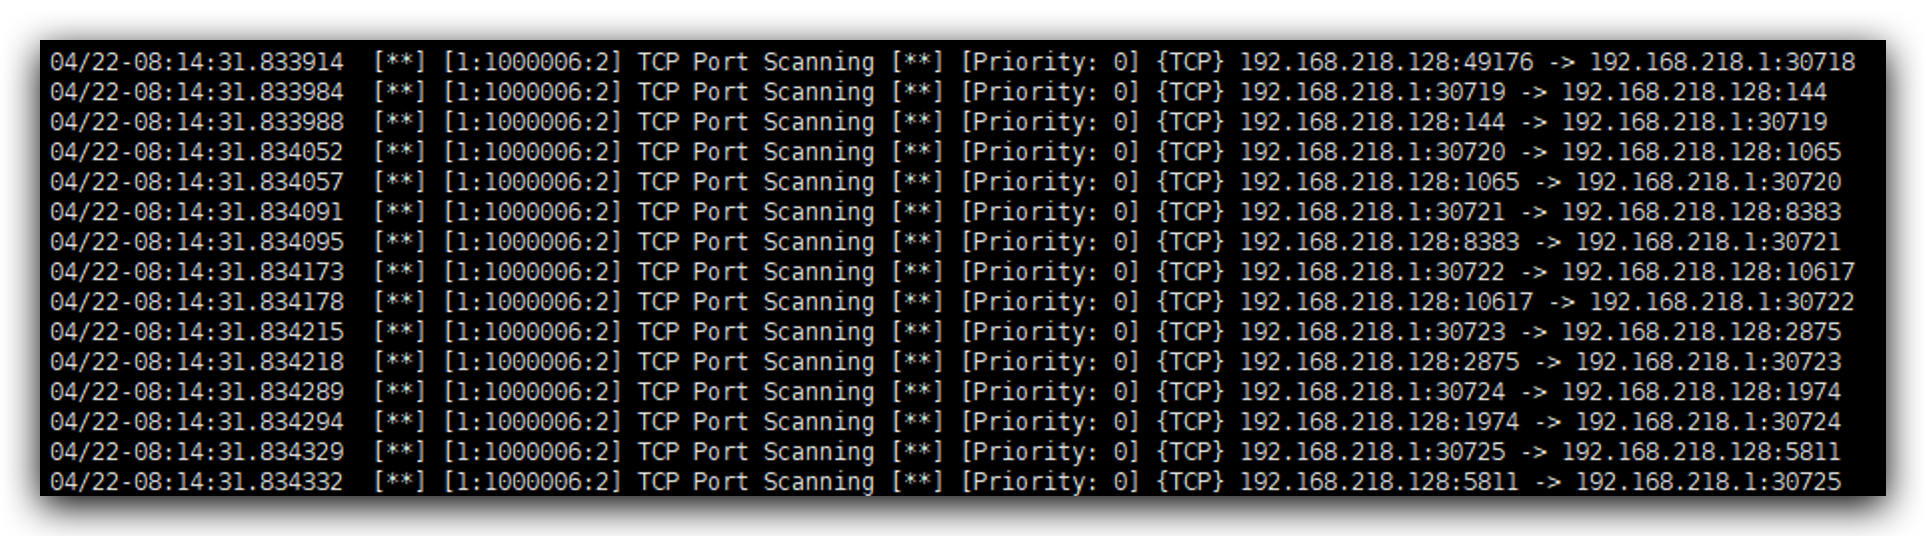 04/22-08:14:31.833914  [**] [1:1000006:2] TCP Port Scanning [**] [Priority: 0] {TCP} 192.168.218.128:49176 -> 192.168.218.1:30718
04/22-08:14:31.833984  [**] [1:1000006:2] TCP Port Scanning [**] [Priority: 0] {TCP} 192.168.218.1:30719 -> 192.168.218.128:144
04/22-08:14:31.833988  [**] [1:1000006:2] TCP Port Scanning [**] [Priority: 0] {TCP} 192.168.218.128:144 -> 192.168.218.1:30719
04/22-08:14:31.834052  [**] [1:1000006:2] TCP Port Scanning [**] [Priority: 0] {TCP} 192.168.218.1:30720 -> 192.168.218.128:1065
04/22-08:14:31.834057  [**] [1:1000006:2] TCP Port Scanning [**] [Priority: 0] {TCP} 192.168.218.128:1065 -> 192.168.218.1:30720
04/22-08:14:31.834091  [**] [1:1000006:2] TCP Port Scanning [**] [Priority: 0] {TCP} 192.168.218.1:30721 -> 192.168.218.128:8383
04/22-08:14:31.834095  [**] [1:1000006:2] TCP Port Scanning [**] [Priority: 0] {TCP} 192.168.218.128:8383 -> 192.168.218.1:30721
04/22-08:14:31.834173  [**] [1:1000006:2] TCP Port Scanning [**] [Priority: 0] {TCP} 192.168.218.1:30722 -> 192.168.218.128:10617
04/22-08:14:31.834178  [**] [1:1000006:2] TCP Port Scanning [**] [Priority: 0] {TCP} 192.168.218.128:10617 -> 192.168.218.1:30722
04/22-08:14:31.834215  [**] [1:1000006:2] TCP Port Scanning [**] [Priority: 0] {TCP} 192.168.218.1:30723 -> 192.168.218.128:2875
04/22-08:14:31.834218  [**] [1:1000006:2] TCP Port Scanning [**] [Priority: 0] {TCP} 192.168.218.128:2875 -> 192.168.218.1:30723
04/22-08:14:31.834289  [**] [1:1000006:2] TCP Port Scanning [**] [Priority: 0] {TCP} 192.168.218.1:30724 -> 192.168.218.128:1974
04/22-08:14:31.834294  [**] [1:1000006:2] TCP Port Scanning [**] [Priority: 0] {TCP} 192.168.218.128:1974 -> 192.168.218.1:30724
04/22-08:14:31.834329  [**] [1:1000006:2] TCP Port Scanning [**] [Priority: 0] {TCP} 192.168.218.1:30725 -> 192.168.218.128:5811
04/22-08:14:31.834332  [**] [1:1000006:2] TCP Port Scanning [**] [Priority: 0] {TCP} 192.168.218.128:5811 -> 192.168.218.1:30725